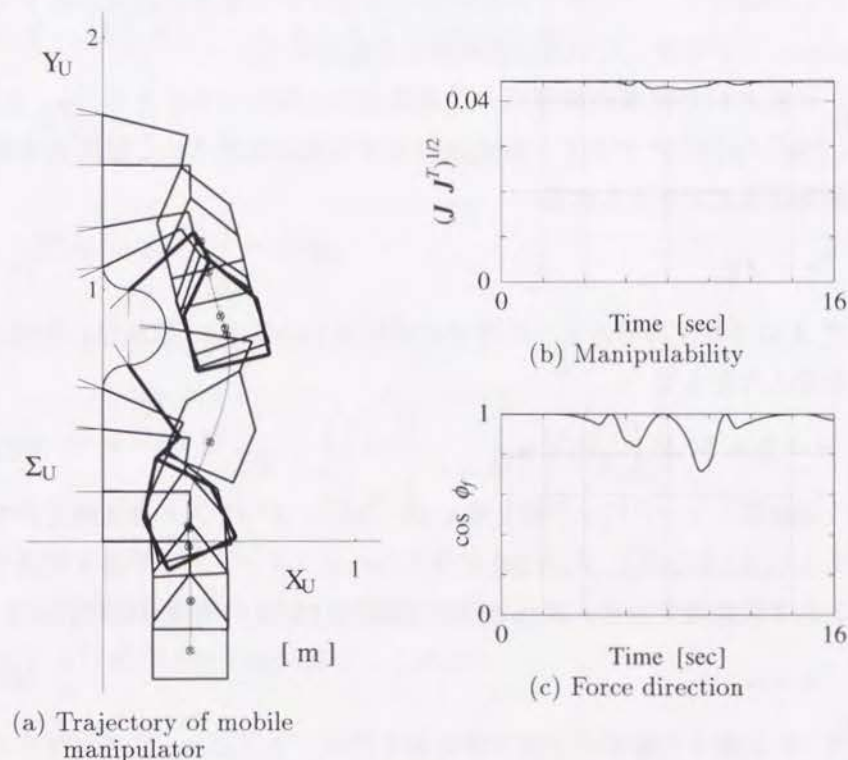 2
Y_U
1
Σ_U
X_U
1
[ m ]
(a) Trajectory of mobile
manipulator
0.04
(J J^T)^{1/2}
0
16
Time [sec]
(b) Manipulability
1
cos ϕ_f
0
0
16
Time [sec]
(c) Force direction